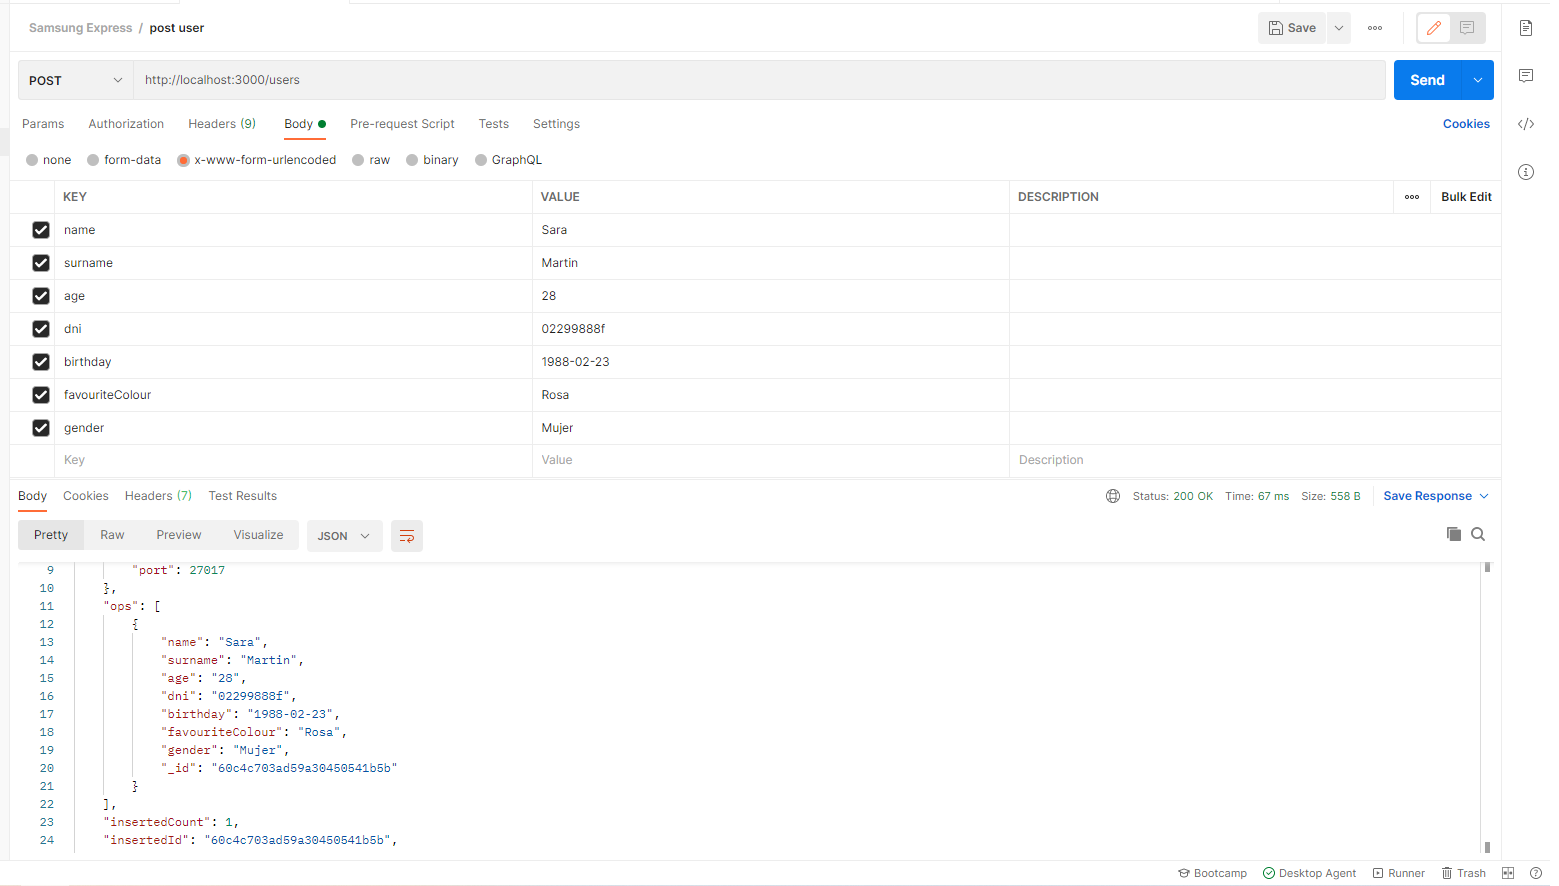 Samsung Express / post user
Save
POST http://localhost:3000/users Send
Params Authorization Headers (9) Body Pre-request Script Tests Settings Cookies
none form-data x-www-form-urlencoded raw binary GraphQL
KEY VALUE DESCRIPTION Bulk Edit
name Sara
surname Martin
age 28
dni 02299888f
birthday 1988-02-23
favouriteColour Rosa
gender Mujer
Key Value Description
Body Cookies Headers (7) Test Results Status: 200 OK Time: 67 ms Size: 558 B Save Response
Pretty Raw Preview Visualize JSON
9 "port": 27017
10 },
11 "ops": [
12 {
13 "name": "Sara",
14 "surname": "Martin",
15 "age": "28",
16 "dni": "02299888f",
17 "birthday": "1988-02-23",
18 "favouriteColour": "Rosa",
19 "gender": "Mujer",
20 "_id": "60c4c703ad59a30450541b5b"
21 }
22 ],
23 "insertedCount": 1,
24 "insertedId": "60c4c703ad59a30450541b5b",
Bootcamp Desktop Agent Runner Trash